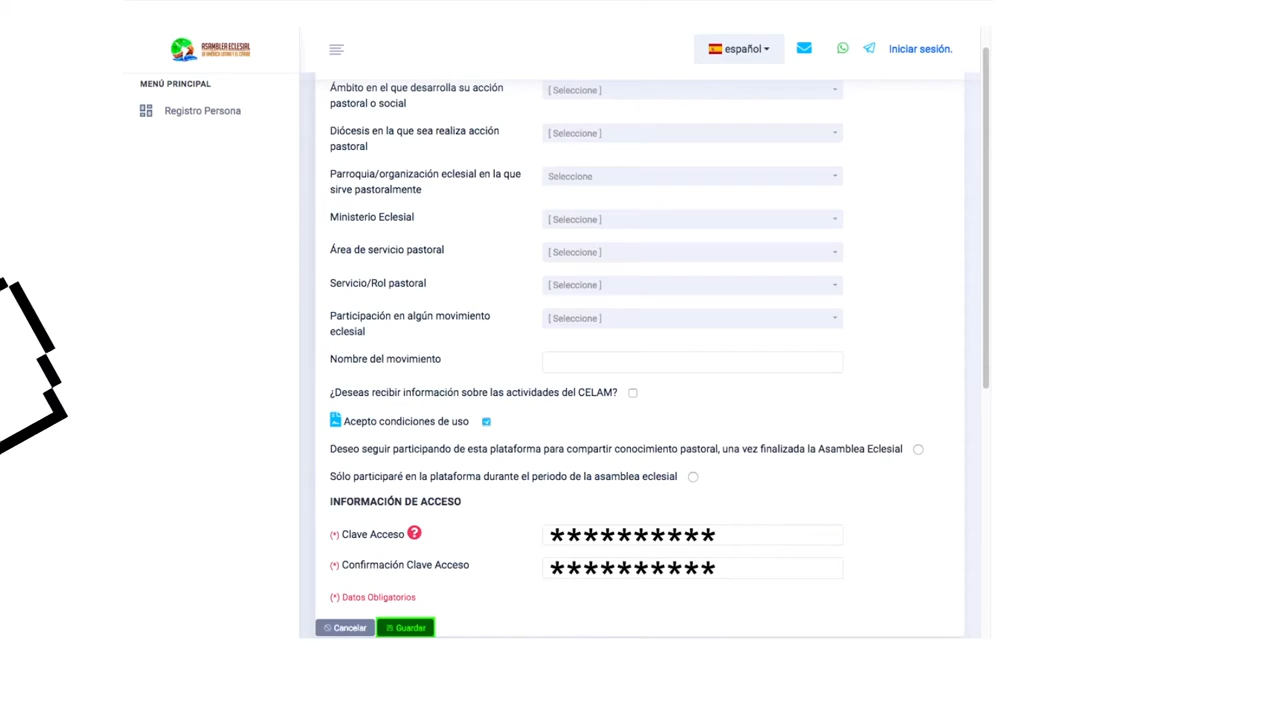 ASAMBLEA ECLESIAL
DE AMÉRICA LATINA Y EL CARIBE
español
Iniciar sesión.
MENÚ PRINCIPAL
Registro Persona
Ámbito en el que desarrolla su acción
pastoral o social
[ Seleccione ]
Diócesis en la que sea realiza acción
pastoral
[ Seleccione ]
Parroquia/organización eclesial en la que
sirve pastoralmente
Seleccione
Ministerio Eclesial
[ Seleccione ]
Área de servicio pastoral
[ Seleccione ]
Servicio/Rol pastoral
[ Seleccione ]
Participación en algún movimiento
eclesial
[ Seleccione ]
Nombre del movimiento
¿Deseas recibir información sobre las actividades del CELAM?
Acepto condiciones de uso
Deseo seguir participando de esta plataforma para compartir conocimiento pastoral, una vez finalizada la Asamblea Eclesial
Sólo participaré en la plataforma durante el periodo de la asamblea eclesial
INFORMACIÓN DE ACCESO
(*) Clave Acceso ?
**********
(*) Confirmación Clave Acceso
**********
(*) Datos Obligatorios
Cancelar
Guardar